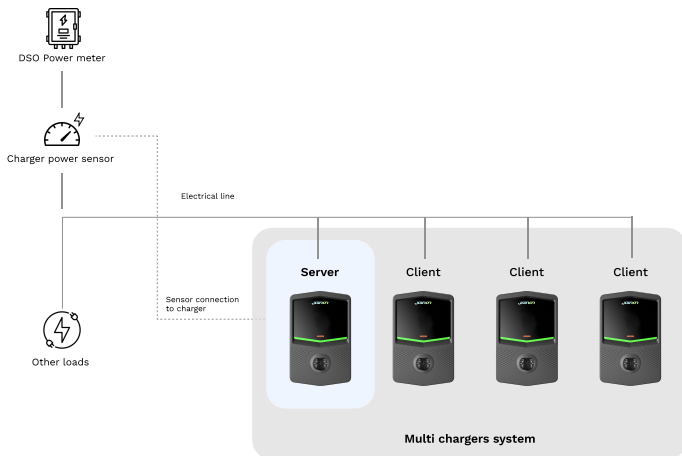 DSO Power meter
Charger power sensor
Electrical line
Server
Client
Client
Client
Sensor connection
to charger
Other loads
Multi chargers system